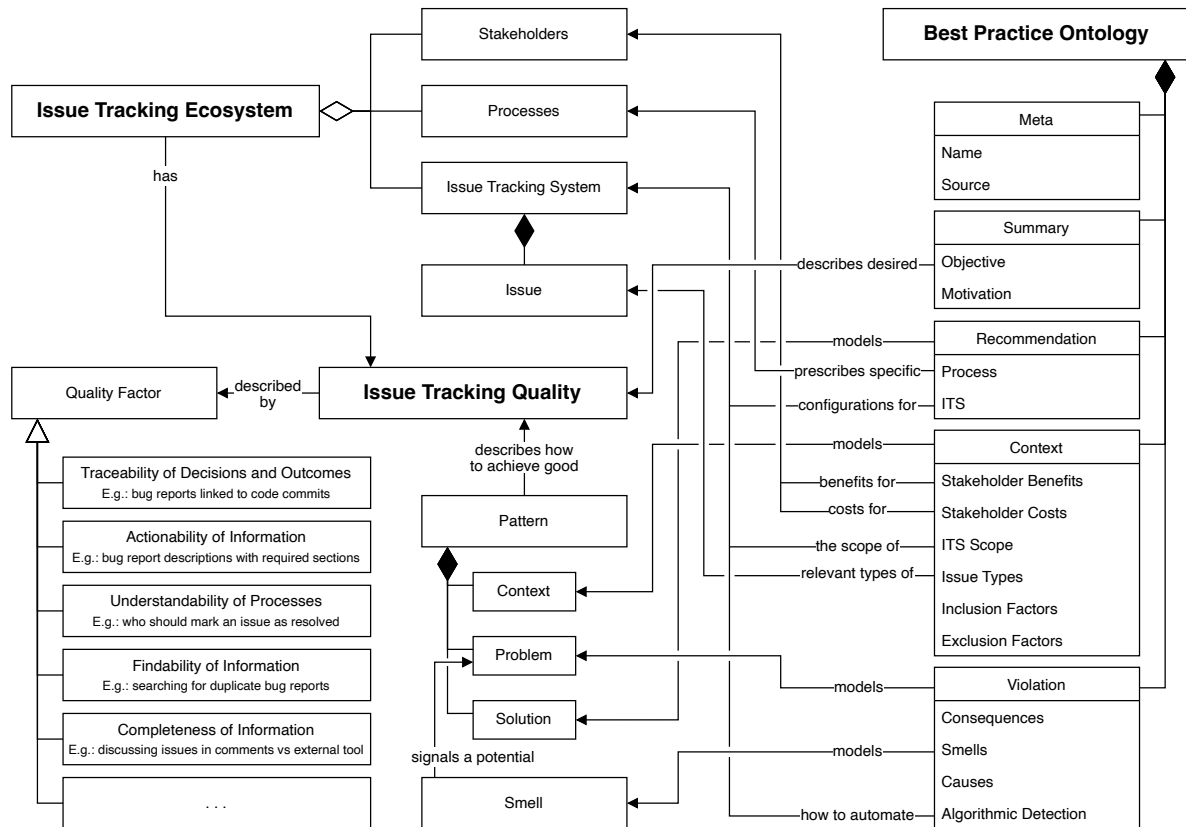 Stakeholders
Best Practice Ontology
Issue Tracking Ecosystem
Processes
Meta
Name
Source
has
Issue Tracking System
Summary
Objective
Motivation
describes desired
Issue
Recommendation
Process
ITS
models
prescribes specific
configurations for
Quality Factor
described
by
Issue Tracking Quality
describes how
to achieve good
Context
Stakeholder Benefits
Stakeholder Costs
ITS Scope
Issue Types
Inclusion Factors
Exclusion Factors
models
benefits for
costs for
the scope of
relevant types of
Traceability of Decisions and Outcomes
E.g.: bug reports linked to code commits
Actionability of Information
E.g.: bug report descriptions with required sections
Understandability of Processes
E.g.: who should mark an issue as resolved
Findability of Information
E.g.: searching for duplicate bug reports
Completeness of Information
E.g.: discussing issues in comments vs external tool
. . .
Pattern
Context
Problem
Solution
signals a potential
Smell
Violation
Consequences
Smells
Causes
Algorithmic Detection
models
models
how to automate